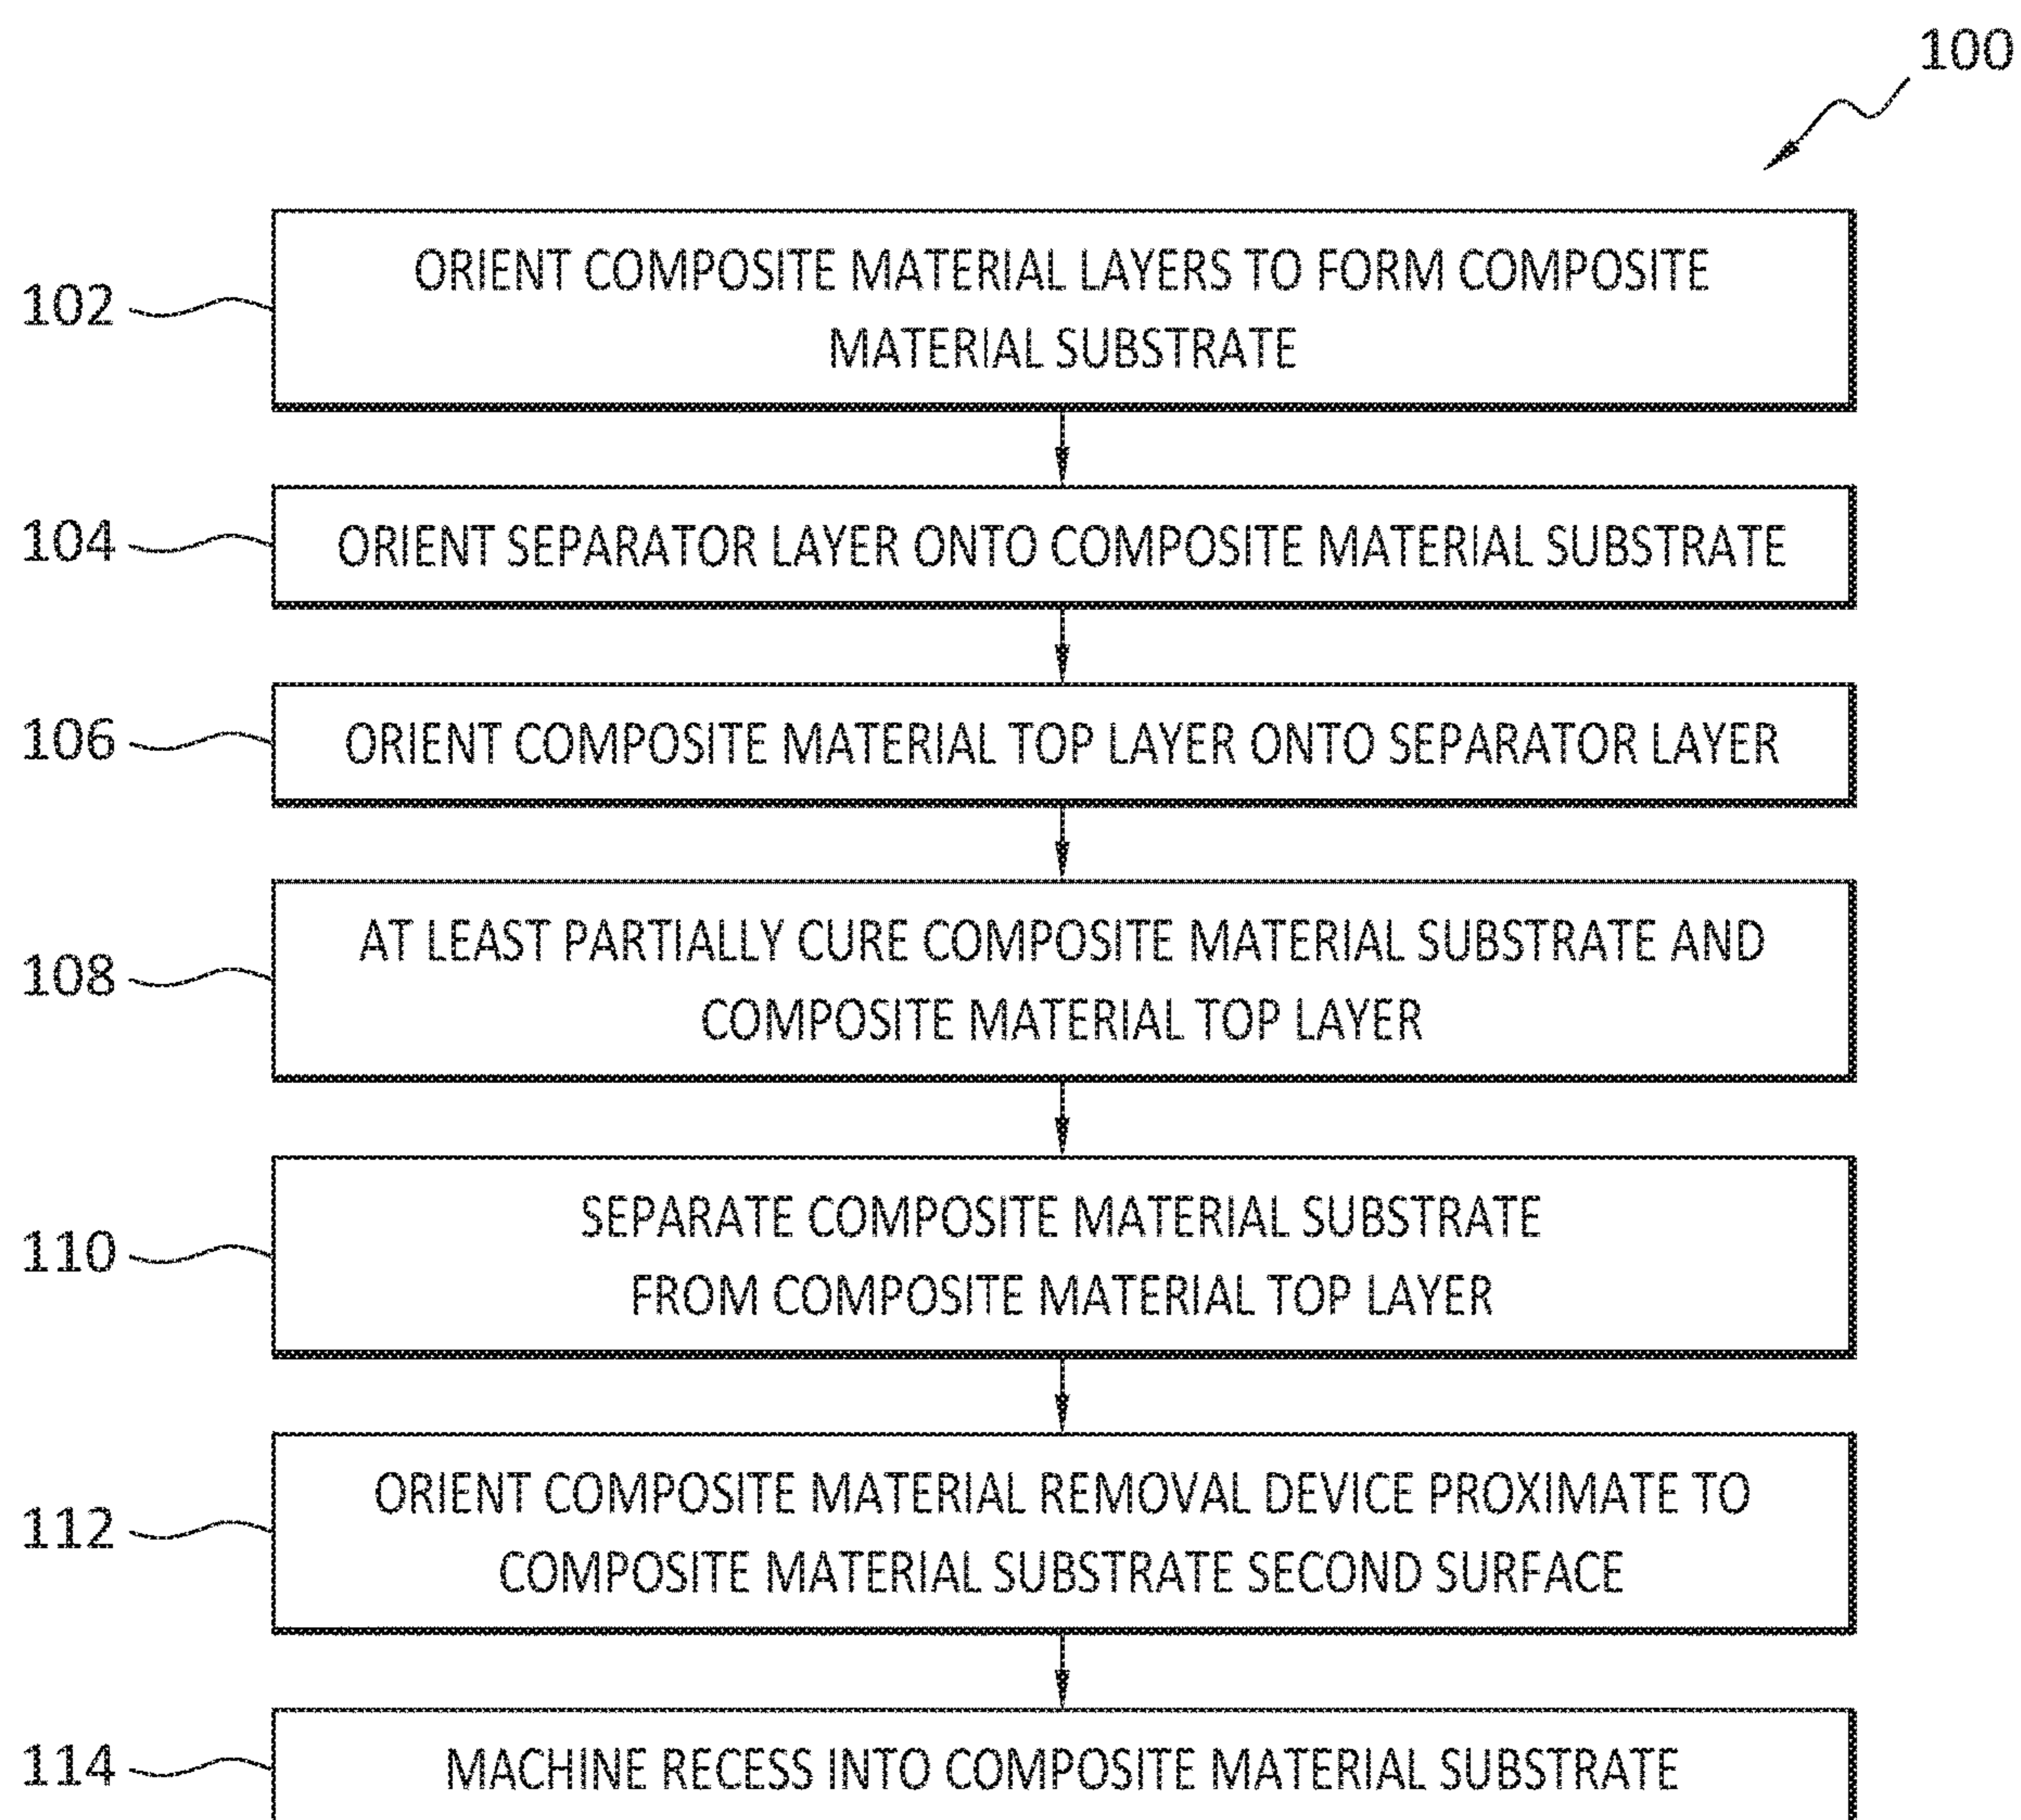 100
102
ORIENT COMPOSITE MATERIAL LAYERS TO FORM COMPOSITE
MATERIAL SUBSTRATE
104
ORIENT SEPARATOR LAYER ONTO COMPOSITE MATERIAL SUBSTRATE
106
ORIENT COMPOSITE MATERIAL TOP LAYER ONTO SEPARATOR LAYER
108
AT LEAST PARTIALLY CURE COMPOSITE MATERIAL SUBSTRATE AND
COMPOSITE MATERIAL TOP LAYER
110
SEPARATE COMPOSITE MATERIAL SUBSTRATE
FROM COMPOSITE MATERIAL TOP LAYER
112
ORIENT COMPOSITE MATERIAL REMOVAL DEVICE PROXIMATE TO
COMPOSITE MATERIAL SUBSTRATE SECOND SURFACE
114
MACHINE RECESS INTO COMPOSITE MATERIAL SUBSTRATE